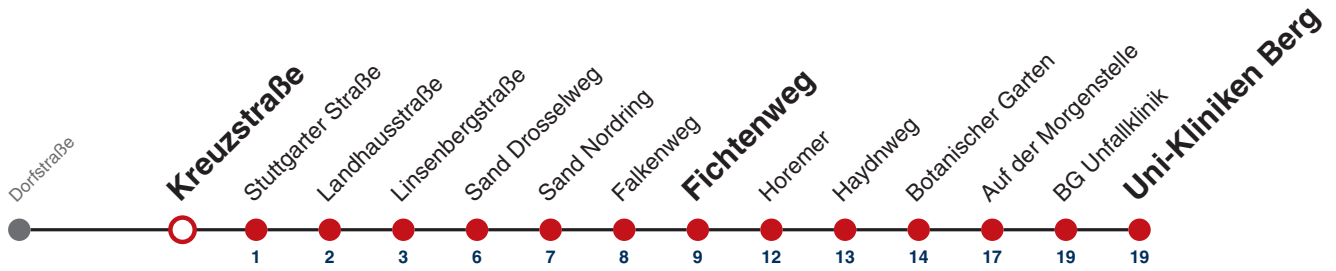 Dorfstraße
Kreuzstraße
Stuttgarter Straße
Landhausstraße
Linsenbergstraße
Sand Drosselweg
Sand Nordring
Falkenweg
Fichtenweg
Horemer
Haydnweg
Botanischer Garten
Auf der Morgenstelle
BG Unfallklinik
Uni-Kliniken Berg
1 2 3 6 7 8 9 12 13 14 17 19 19